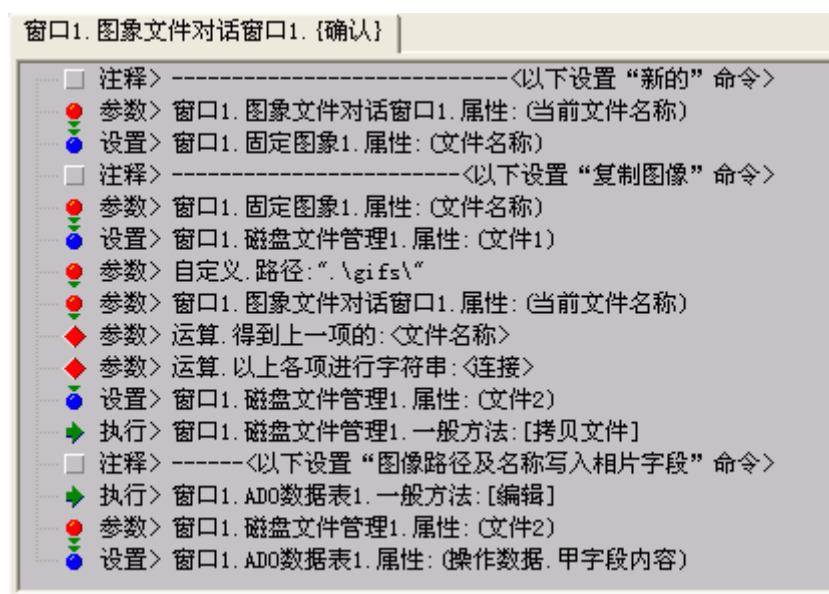 窗口1.图象文件对话窗口1.{确认}
注释> ----------------------------<以下设置“新的”命令>
参数> 窗口1.图象文件对话窗口1.属性:(当前文件名称)
设置> 窗口1.固定图象1.属性:(文件名称)
注释> ------------------------<以下设置“复制图像”命令>
参数> 窗口1.固定图象1.属性:(文件名称)
设置> 窗口1.磁盘文件管理1.属性:(文件1)
参数> 自定义.路径:".\gifs\"
参数> 窗口1.图象文件对话窗口1.属性:(当前文件名称)
参数> 运算.得到上一项的:<文件名称>
参数> 运算.以上各项进行字符串:<连接>
设置> 窗口1.磁盘文件管理1.属性:(文件2)
执行> 窗口1.磁盘文件管理1.一般方法:[拷贝文件]
注释> ------<以下设置“图像路径及名称写入相片字段”命令>
执行> 窗口1.ADO数据表1.一般方法:[编辑]
参数> 窗口1.磁盘文件管理1.属性:(文件2)
设置> 窗口1.ADO数据表1.属性:(操作数据.甲字段内容)